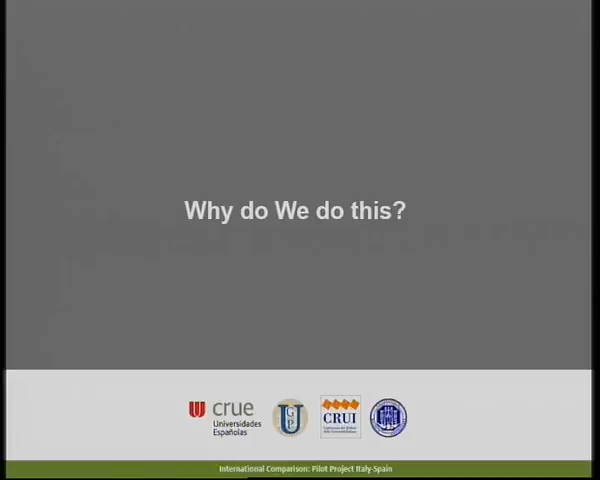 Why do We do this?
crue
Universidades
Españolas
U
G
P
CRUI
International Comparison: Pilot Project Italy-Spain